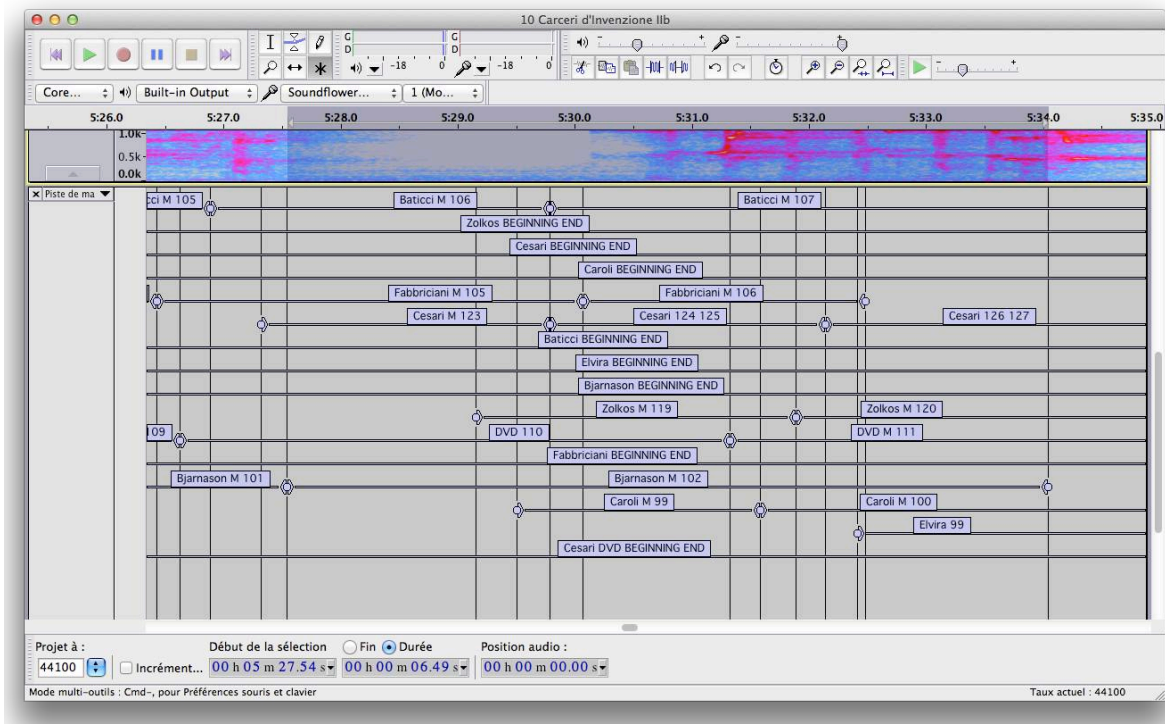 10 Carceri d'Invenzione IIb
G G
D D
-18 0 -18 0
- + - +
- +
Core... Built-in Output Soundflower... 1 (Mo...
5:26.0 5:27.0 5:28.0 5:29.0 5:30.0 5:31.0 5:32.0 5:33.0 5:34.0 5:35.0
1.0k-
0.5k-
0.0k
× Piste de ma
cci M 105 Baticci M 106 Baticci M 107
Zolkos BEGINNING END
Cesari BEGINNING END
Caroli BEGINNING END
Fabbriciani M 105 Fabbriciani M 106
Cesari M 123 Cesari 124 125 Cesari 126 127
Baticci BEGINNING END
Elvira BEGINNING END
Bjarnason BEGINNING END
Zolkos M 119 Zolkos M 120
109 DVD 110 DVD M 111
Fabbriciani BEGINNING END
Bjarnason M 101 Bjarnason M 102
Caroli M 99 Caroli M 100
Elvira 99
Cesari DVD BEGINNING END
Projet à : Début de la sélection Fin Durée Position audio :
44100 Incrément... 00 h 05 m 27.54 s 00 h 00 m 06.49 s 00 h 00 m 00.00 s
Mode multi-outils : Cmd-, pour Préférences souris et clavier Taux actuel : 44100